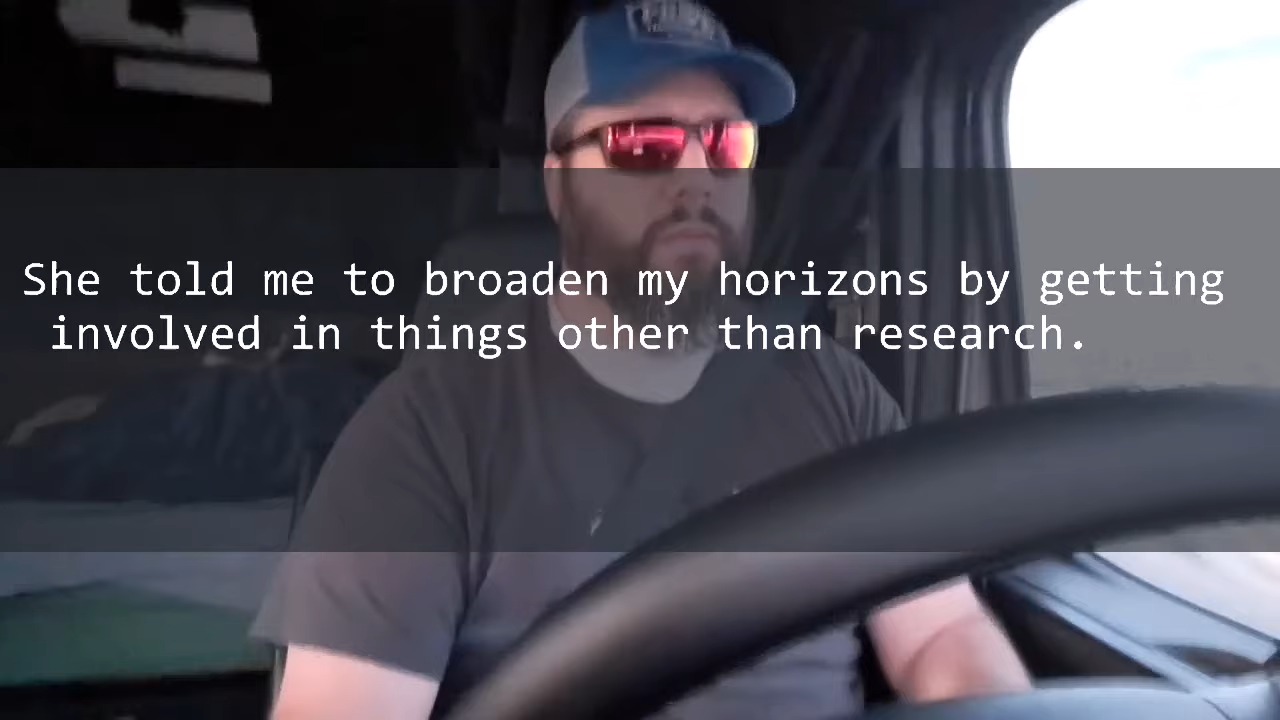 She told me to broaden my horizons by getting
involved in things other than research.